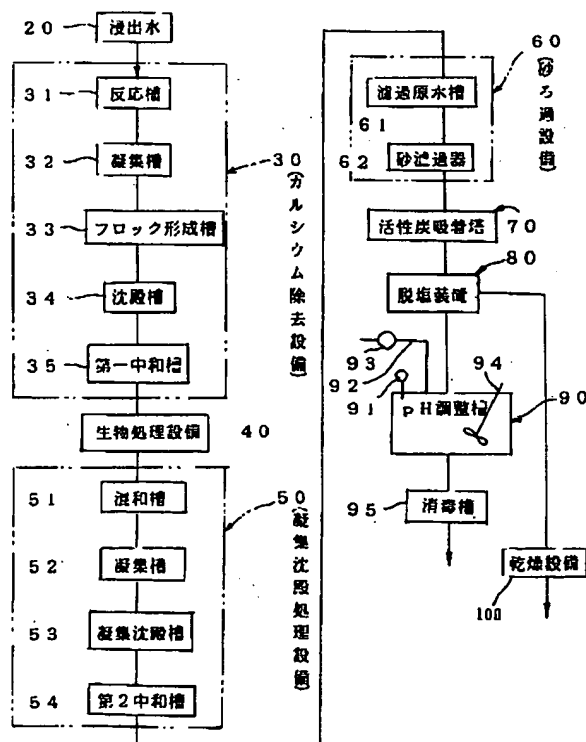 20 浸出水
31 反応槽
32 凝集槽
33 フロック形成槽
34 沈殿槽
35 第一中和槽
30(カルシウム除去設備)
生物処理設備 40
51 混和槽
52 凝集槽
53 凝集沈殿槽
54 第2中和槽
50(凝集沈殿処理設備)
60(砂ろ過設備)
濾過原水槽
61
62 砂濾過器
活性炭吸着塔 70
脱塩装置 80
93
92
91
94
PH調整槽 90
95 消毒槽
乾燥設備
100